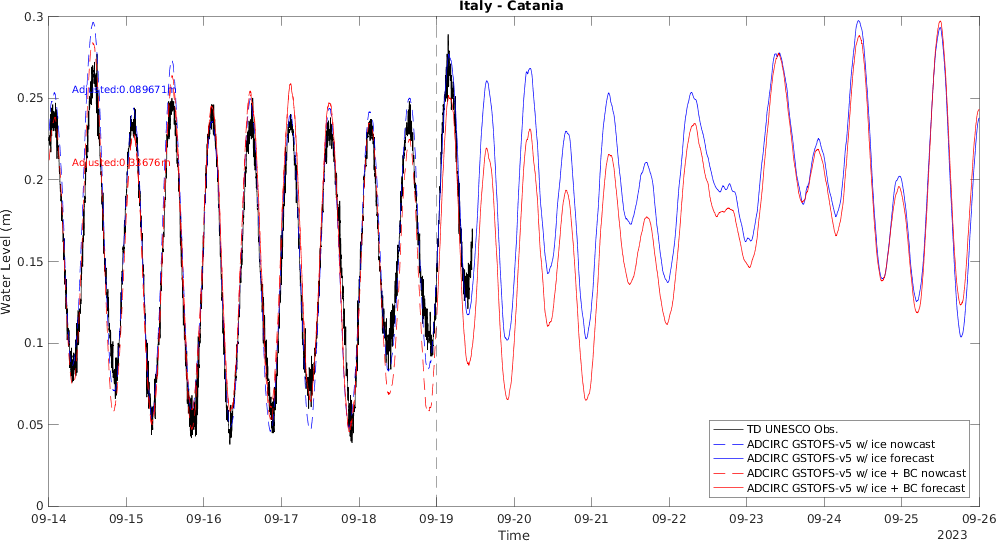 Italy - Catania
0.3
0.25
0.2
0.15
0.1
0.05
0
Water Level (m)
Adjusted:0.089671m
Adjusted:0.33676m
TD UNESCO Obs.
ADCIRC GSTOFS-v5 w/ ice nowcast
ADCIRC GSTOFS-v5 w/ ice forecast
ADCIRC GSTOFS-v5 w/ ice + BC nowcast
ADCIRC GSTOFS-v5 w/ ice + BC forecast
09-14 09-15 09-16 09-17 09-18 09-19 09-20 09-21 09-22 09-23 09-24 09-25 09-26
Time
2023